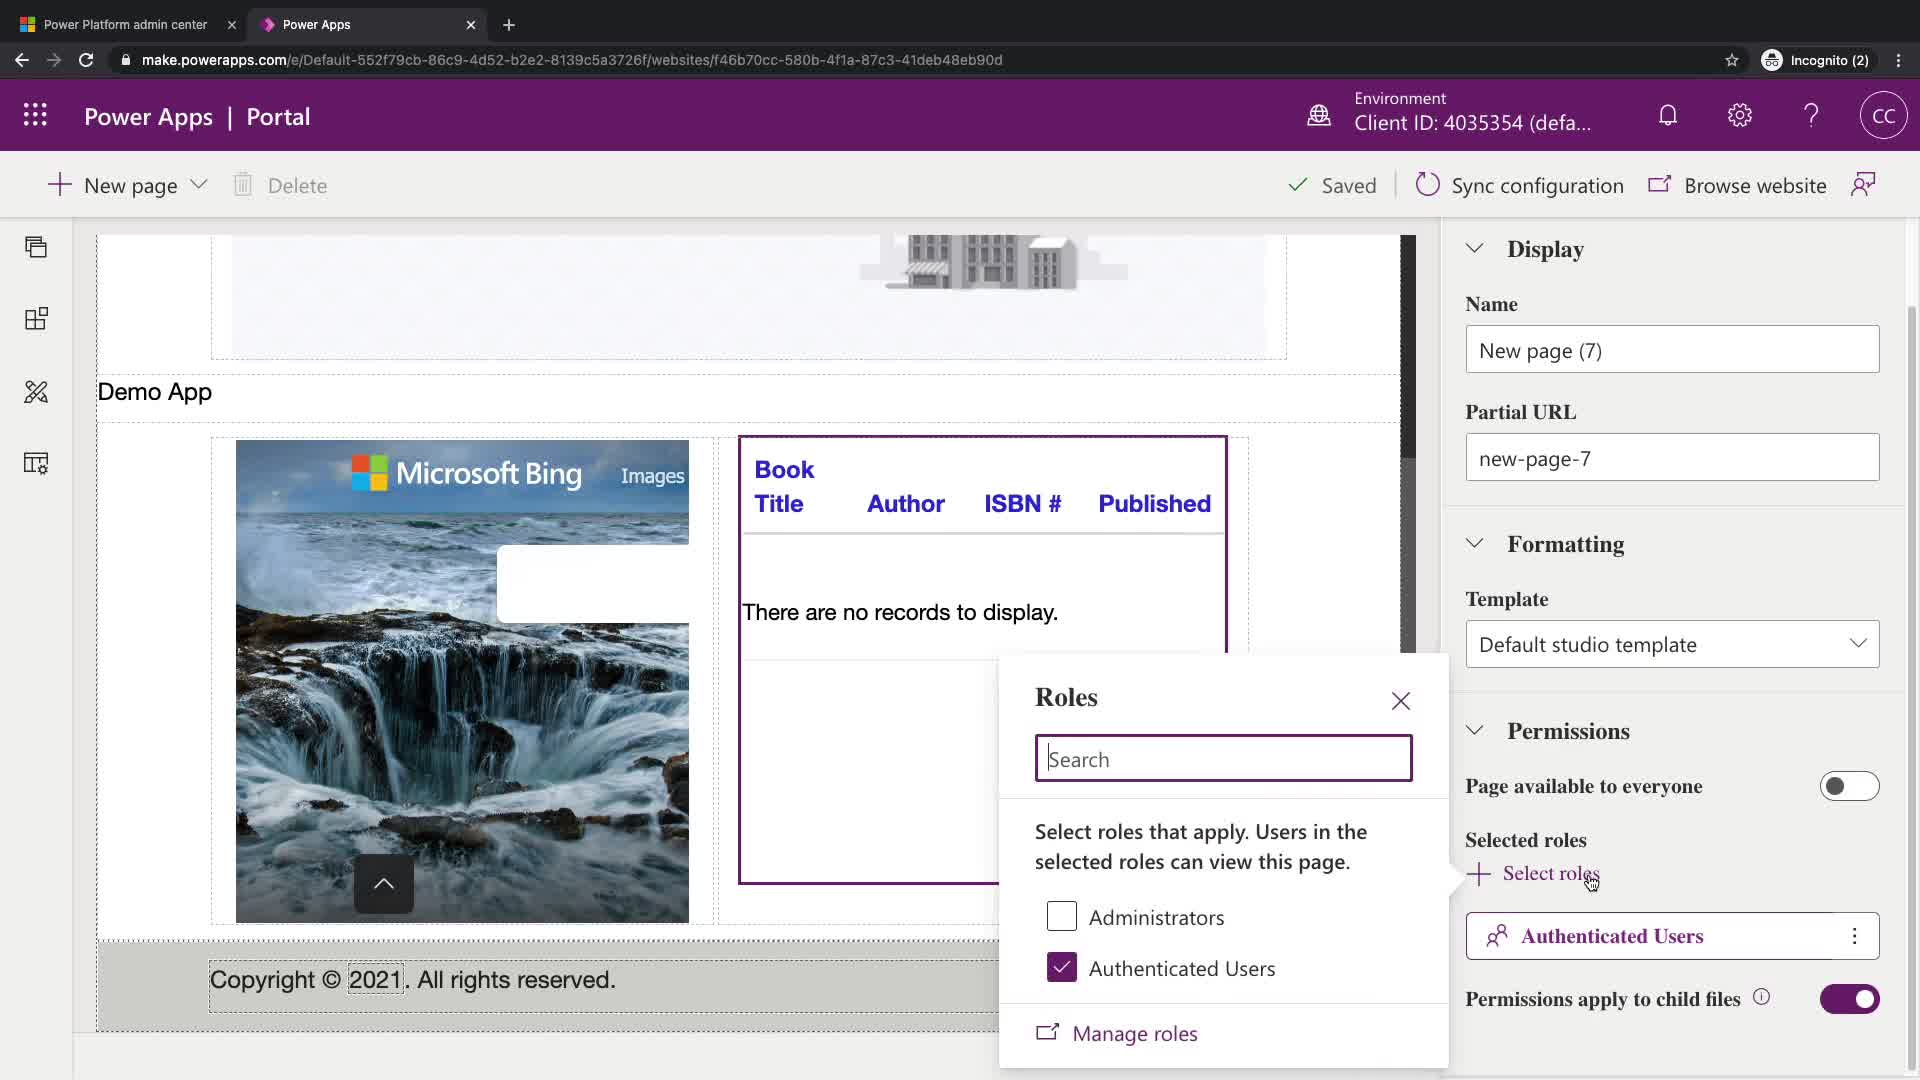 Power Platform admin center
Power Apps
make.powerapps.com/e/Default-552f79cb-86c9-4d52-b2e2-8139c5a3726f/websites/f46b70cc-580b-4f1a-87c3-41deb48eb90d
Incognito (2)
Power Apps | Portal
Environment
Client ID: 4035354 (defa...
CC
New page
Delete
Saved
Sync configuration
Browse website
Demo App
Microsoft Bing
Images
Book
Title
Author
ISBN #
Published
There are no records to display.
Copyright © 2021. All rights reserved.
Roles
Search
Select roles that apply. Users in the
selected roles can view this page.
Administrators
Authenticated Users
Manage roles
Display
Name
New page (7)
Partial URL
new-page-7
Formatting
Template
Default studio template
Permissions
Page available to everyone
Selected roles
Select roles
Authenticated Users
Permissions apply to child files